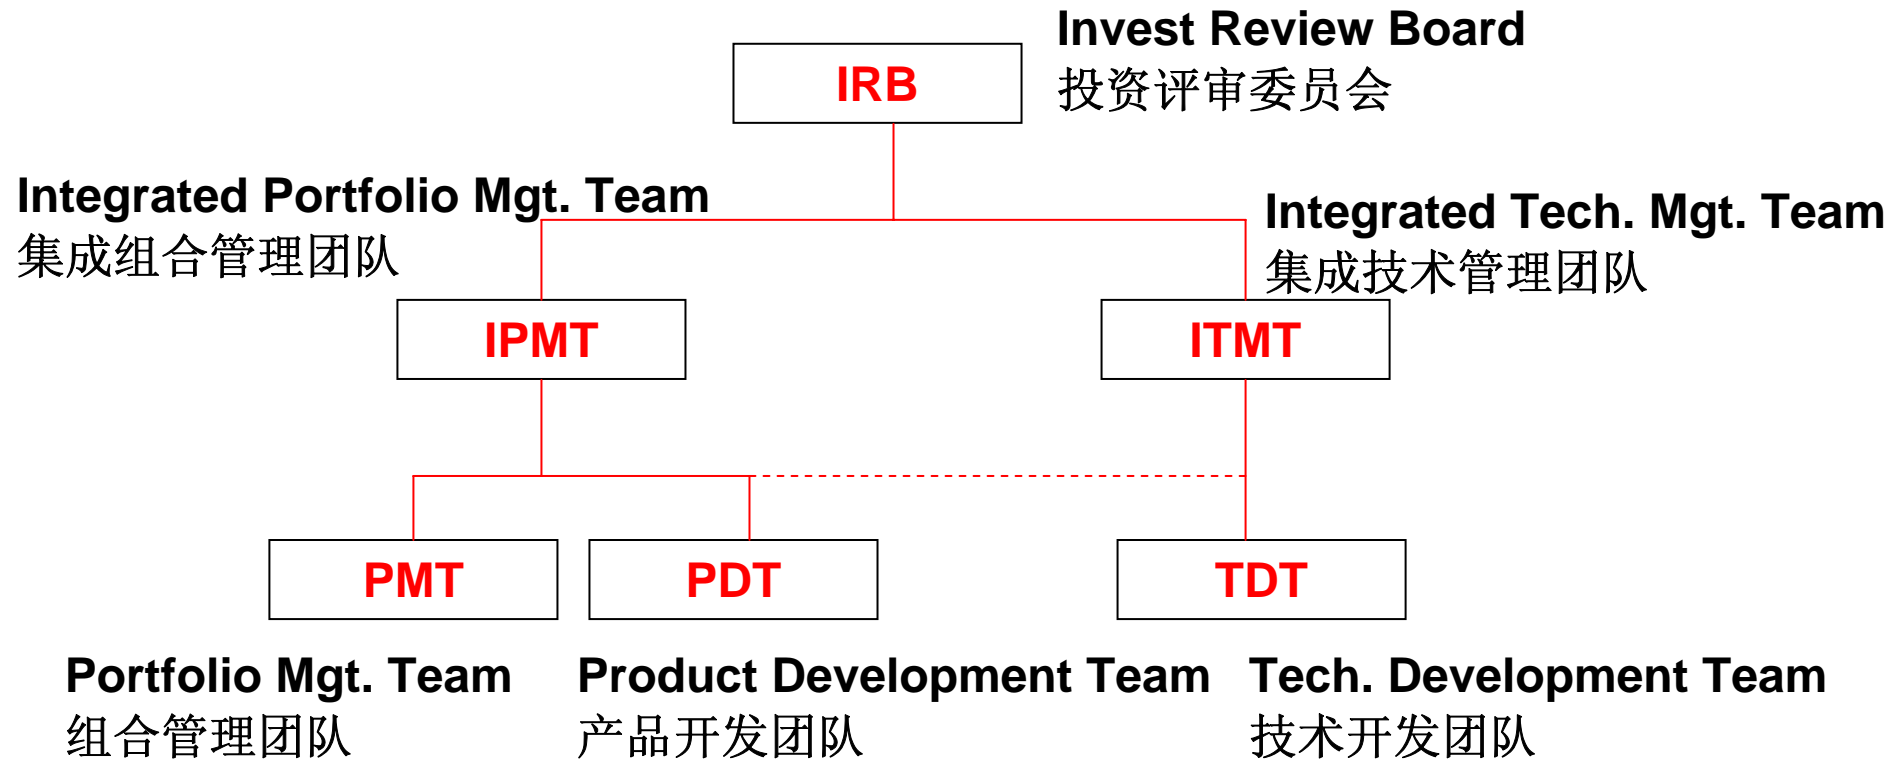 Invest Review Board
IRB
投资评审委员会
Integrated Portfolio Mgt. Team
集成组合管理团队
Integrated Tech. Mgt. Team
集成技术管理团队
IPMT
ITMT
PMT
PDT
TDT
Portfolio Mgt. Team
组合管理团队
Product Development Team
产品开发团队
Tech. Development Team
技术开发团队